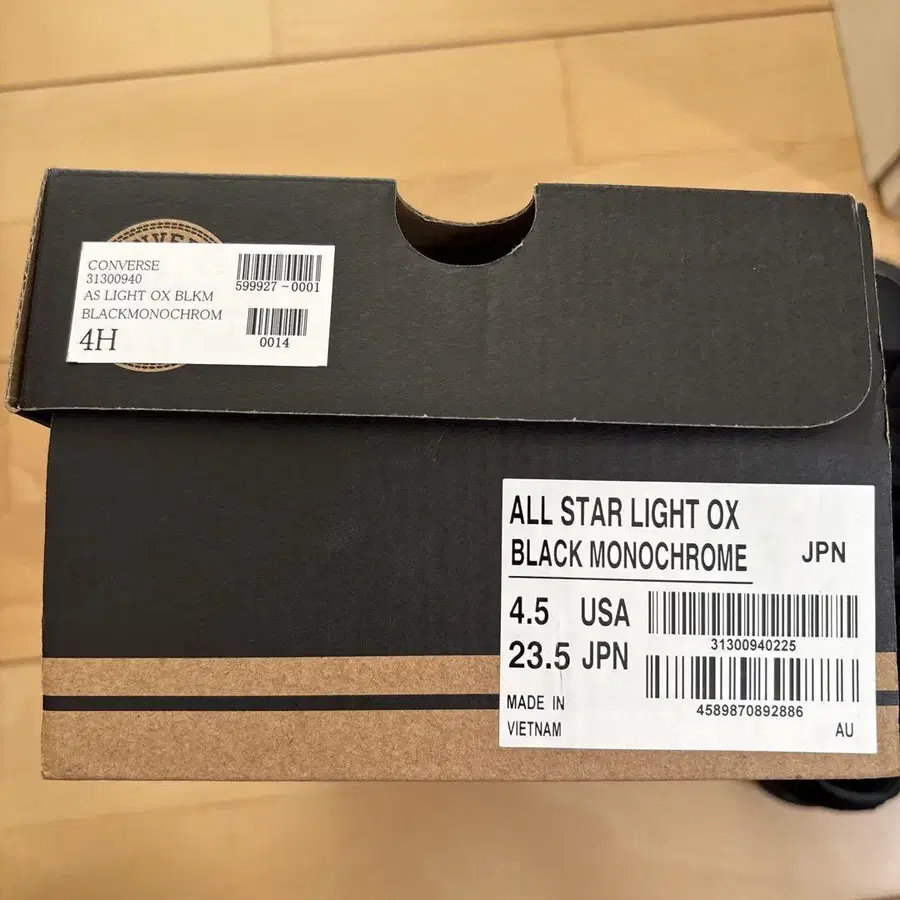 CONVERSE
31300940
AS LIGHT OX BLKM
BLACKMONOCHROM
4H
599927-0001
0014
ALL STAR LIGHT OX
BLACK MONOCHROME JPN
4.5 USA
31300940225
23.5 JPN
4589870892886
MADE IN
VIETNAM
AU